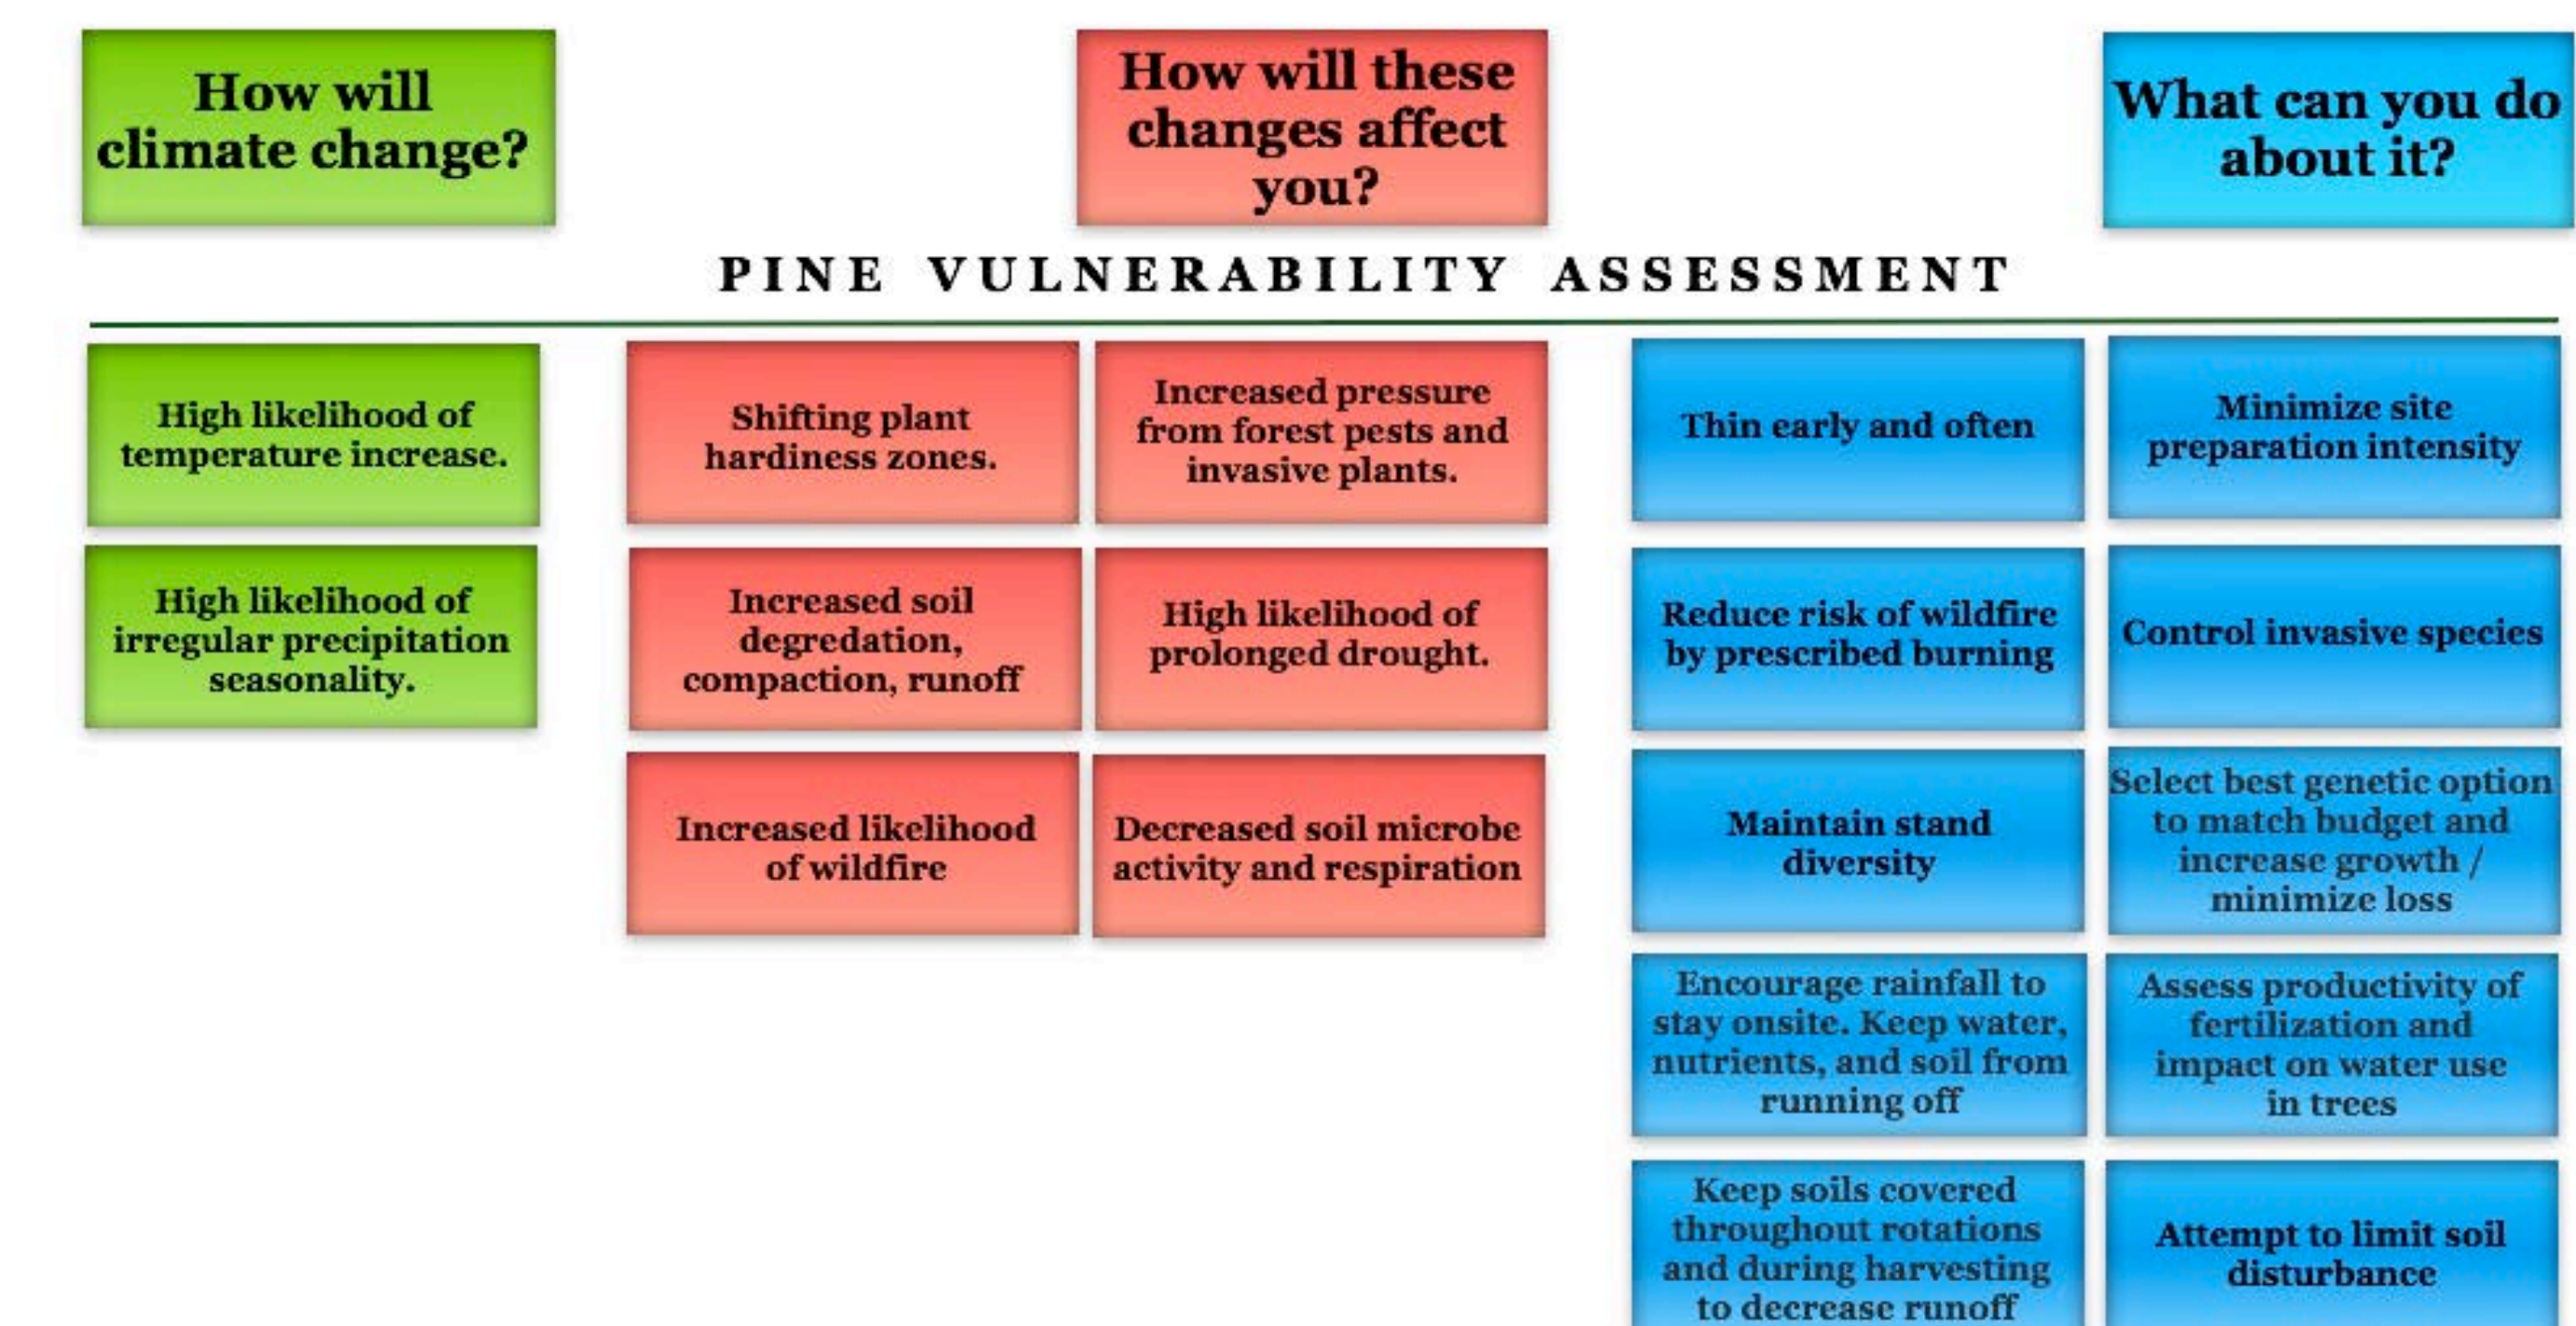 How will
climate change?
How will these
changes affect
you?
What can you do
about it?
PINE VULNERABILITY ASSESSMENT
High likelihood of
temperature increase.
High likelihood of
irregular precipitation
seasonality.
Shifting plant
hardiness zones.
Increased pressure
from forest pests and
invasive plants.
Increased soil
degredation,
compaction, runoff
High likelihood of
prolonged drought.
Increased likelihood
of wildfire
Decreased soil microbe
activity and respiration
Thin early and often
Minimize site
preparation intensity
Reduce risk of wildfire
by prescribed burning
Control invasive species
Maintain stand
diversity
Select best genetic option
to match budget and
increase growth /
minimize loss
Encourage rainfall to
stay onsite. Keep water,
nutrients, and soil from
running off
Assess productivity of
fertilization and
impact on water use
in trees
Keep soils covered
throughout rotations
and during harvesting
to decrease runoff
Attempt to limit soil
disturbance